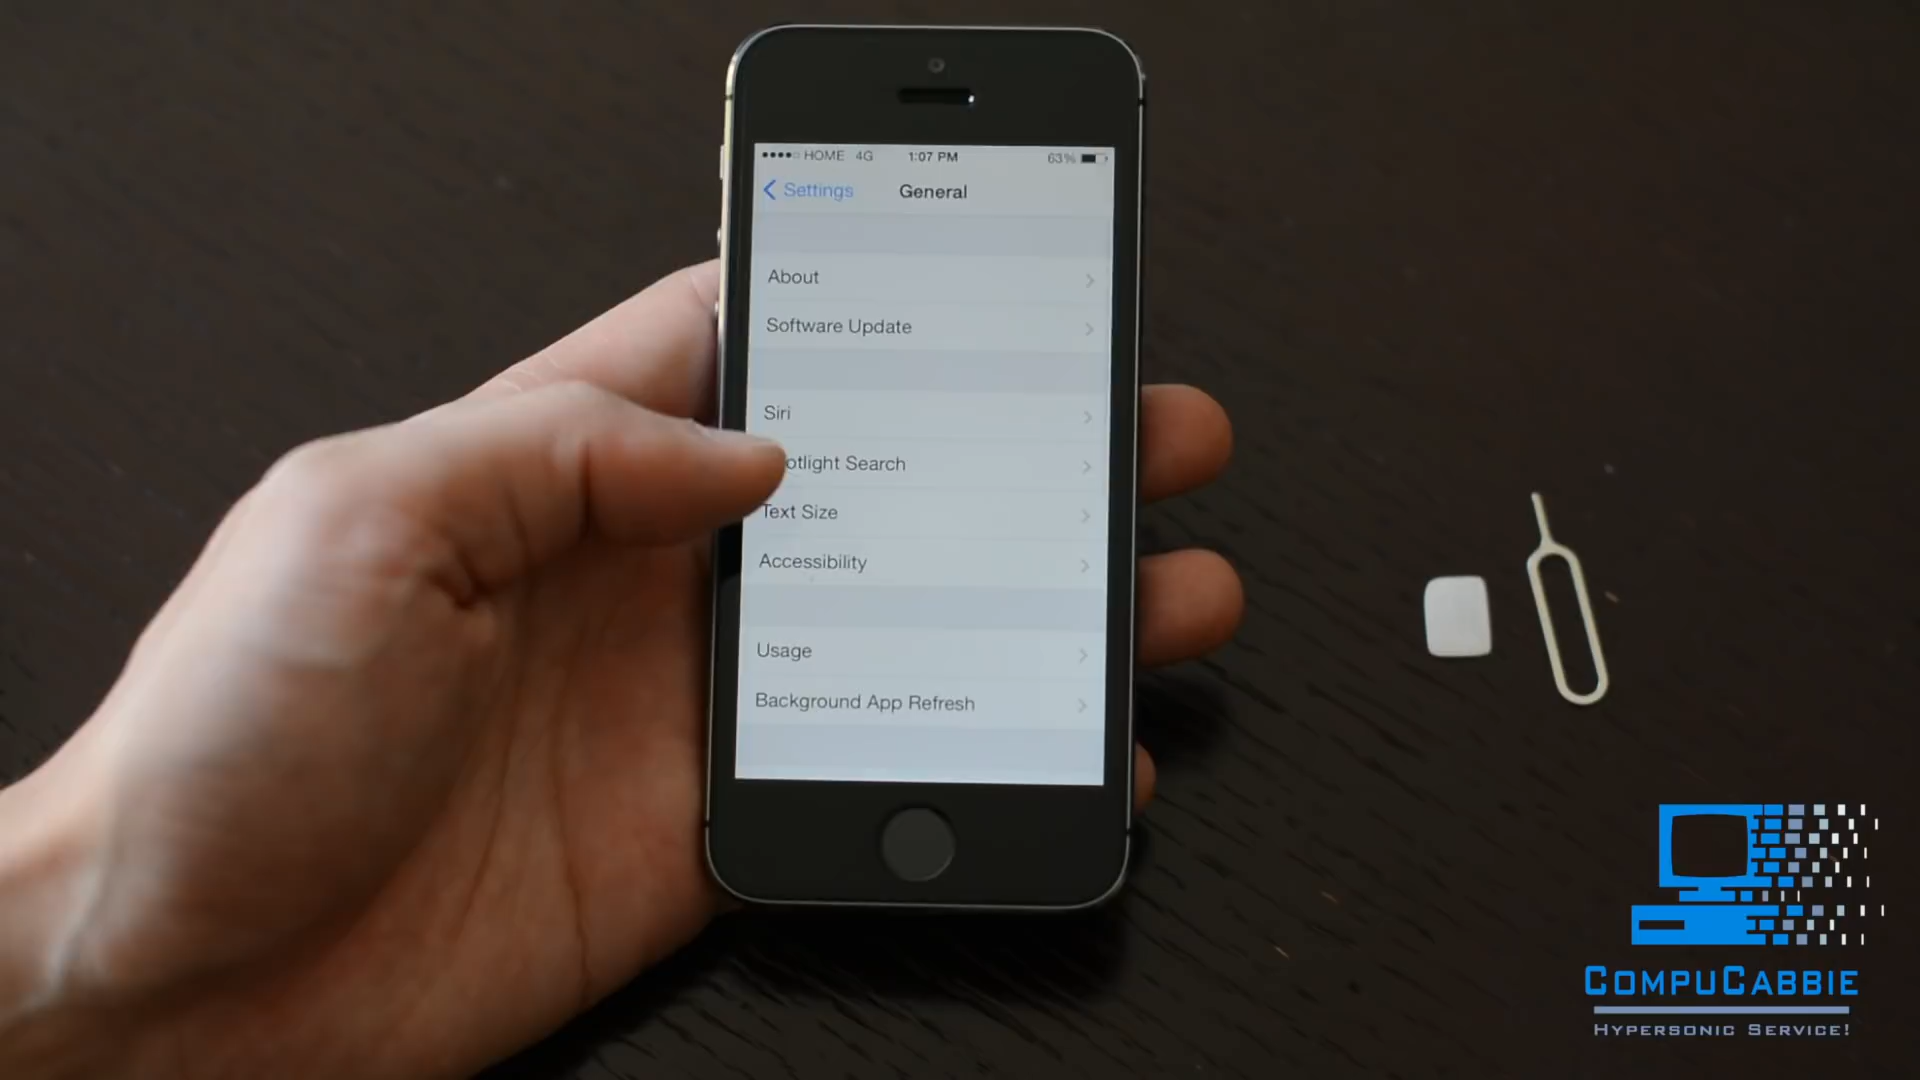 HOME 4G 1:07 PM 63%
Settings General
About
Software Update
Siri
Search
Text Size
Accessibility
Usage
Background App Refresh
COMPUCABBIE
HYPERSONIC SERVICE!